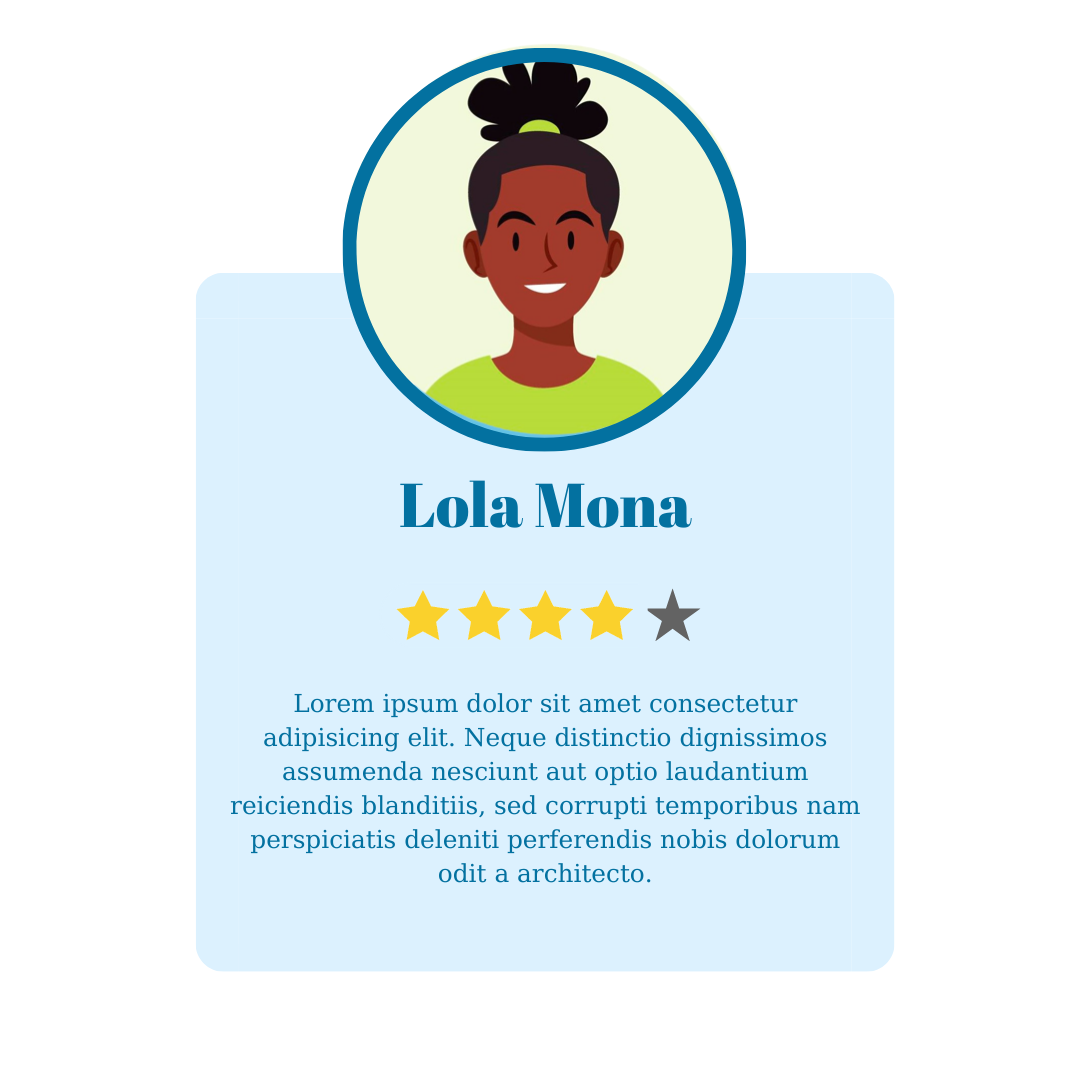 Lola Mona
Lorem ipsum dolor sit amet consectetur
adipisicing elit. Neque distinctio dignissimos
assumenda nesciunt aut optio laudantium
reiciendis blanditiis, sed corrupti temporibus nam
perspiciatis deleniti perferendis nobis dolorum
odit a architecto.